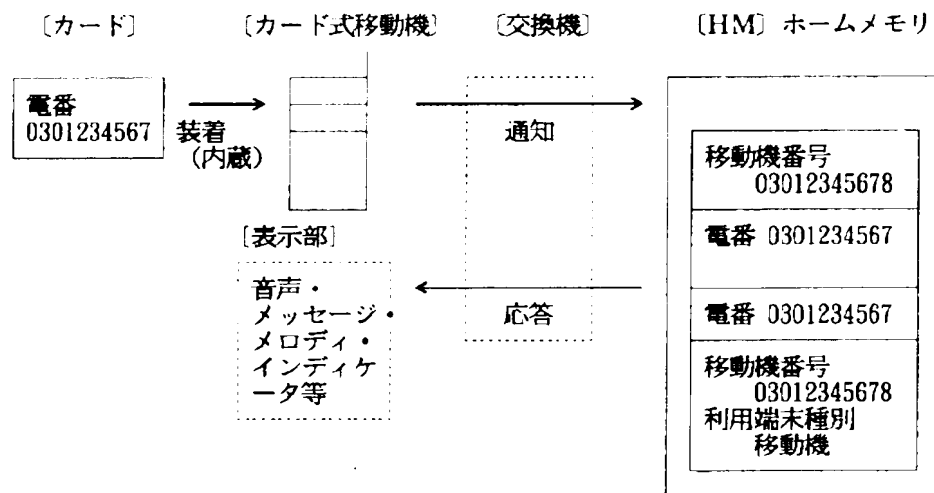 〔カード〕
〔カード式移動機〕
〔交換機〕
〔HM〕ホームメモリ
電番
0301234567
装着
(内蔵)
通知
移動機番号
03012345678
電番 0301234567
〔表示部〕
音声・
メッセージ・
メロディ・
インディケ
ータ等
応答
電番 0301234567
移動機番号
03012345678
利用端末種別
移動機